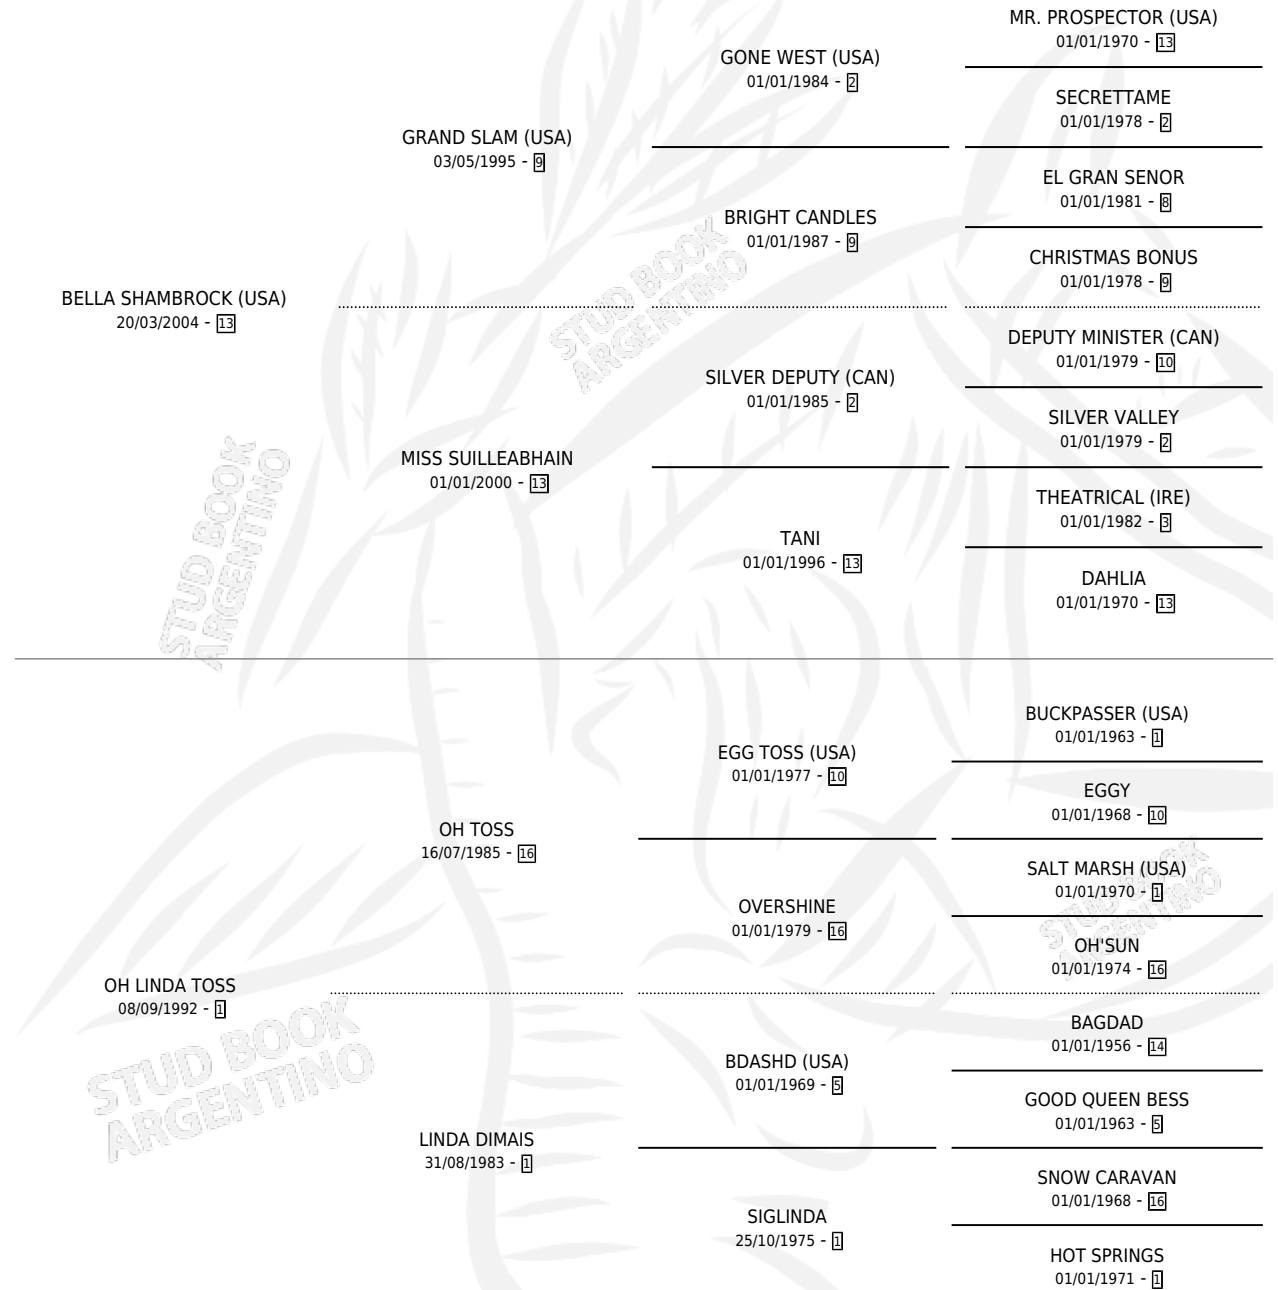 MR. PROSPECTOR (USA)
01/01/1970 - 13
GONE WEST (USA)
01/01/1984 - 2
SECRETTAME
01/01/1978 - 2
GRAND SLAM (USA)
03/05/1995 - 9
EL GRAN SENOR
01/01/1981 - 8
BRIGHT CANDLES
01/01/1987 - 9
CHRISTMAS BONUS
01/01/1978 - 9
BELLA SHAMBROCK (USA)
20/03/2004 - 13
DEPUTY MINISTER (CAN)
01/01/1979 - 10
SILVER DEPUTY (CAN)
01/01/1985 - 2
SILVER VALLEY
01/01/1979 - 2
MISS SUILLEABHAIN
01/01/2000 - 13
THEATRICAL (IRE)
01/01/1982 - 3
TANI
01/01/1996 - 13
DAHLIA
01/01/1970 - 13
BUCKPASSER (USA)
01/01/1963 - 1
EGG TOSS (USA)
01/01/1977 - 10
EGGY
01/01/1968 - 10
OH TOSS
16/07/1985 - 16
SALT MARSH (USA)
01/01/1970 - 1
OVERSHINE
01/01/1979 - 16
OH'SUN
01/01/1974 - 16
OH LINDA TOSS
08/09/1992 - 1
BAGDAD
01/01/1956 - 14
BDASHD (USA)
01/01/1969 - 5
GOOD QUEEN BESS
01/01/1963 - 5
LINDA DIMAIS
31/08/1983 - 1
SNOW CARAVAN
01/01/1968 - 16
SIGLINDA
25/10/1975 - 1
HOT SPRINGS
01/01/1971 - 1
STUD BOOK
ARGENTINO
STUD BOOK
ARGENTINO
STUD BOOK
ARGENTINO
STUD BOOK
ARGENTINO